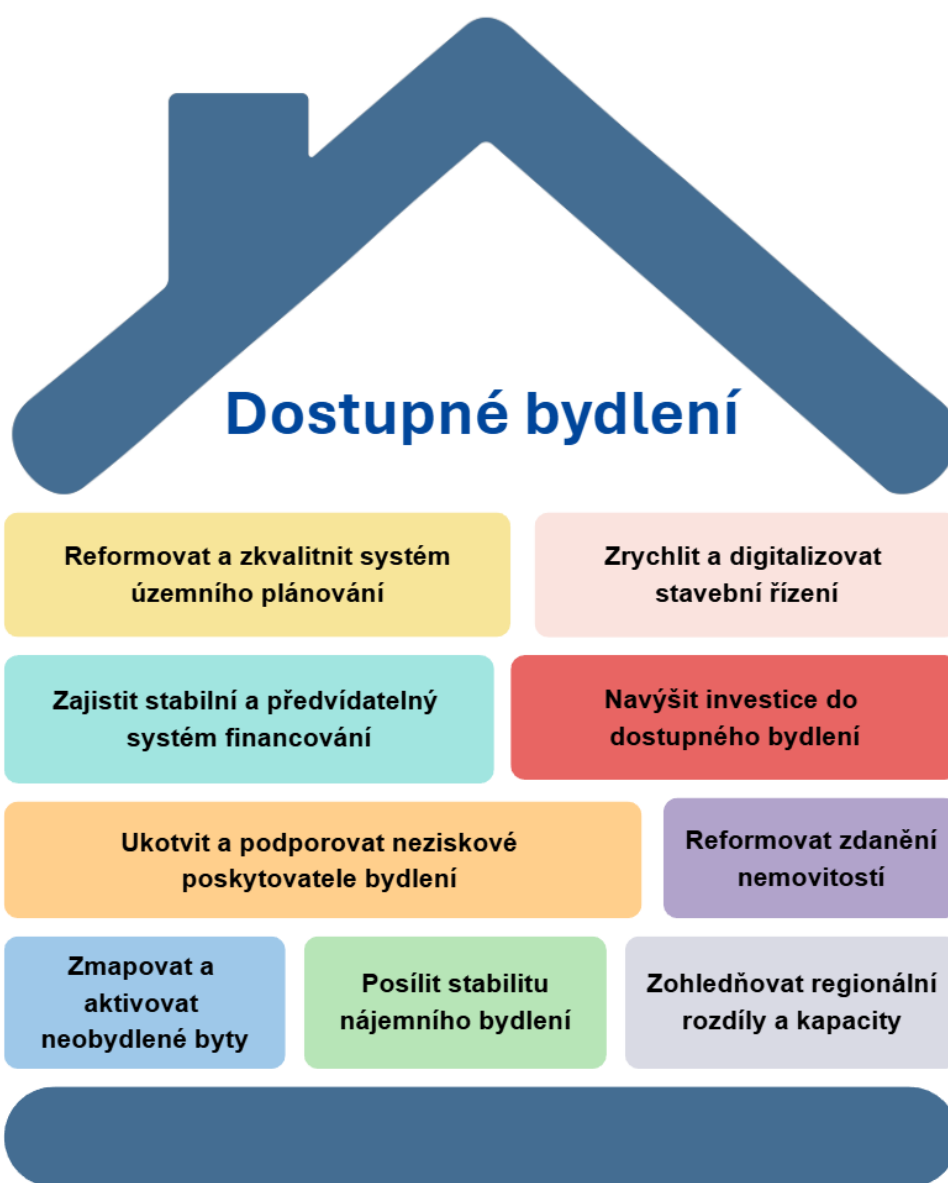 Dostupné bydlení
Reformovat a zkvalitnit systém
územního plánování
Zrychlit a digitalizovat
stavební řízení
Zajistit stabilní a předvídatelný
systém financování
Navýšit investice do
dostupného bydlení
Ukotvit a podporovat neziskové
poskytovatele bydlení
Reformovat zdanění
nemovitostí
Zmapovat a
aktivovat
neobydlené byty
Posílit stabilitu
nájemního bydlení
Zohledňovat regionální
rozdíly a kapacity